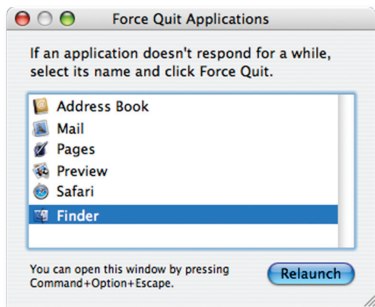 Force Quit Applications
If an application doesn't respond for a while,
select its name and click Force Quit.
Address Book
Mail
Pages
Preview
Safari
Finder
You can open this window by pressing
Command+Option+Escape.
Relaunch